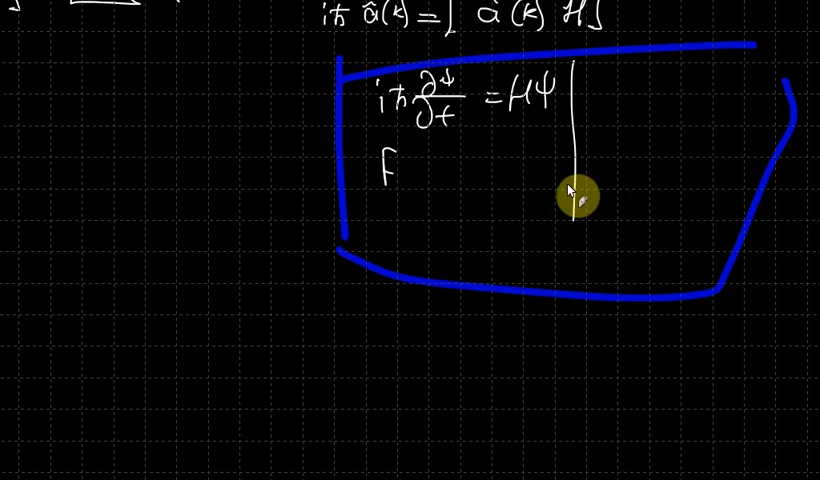 iħ â(k) = [ â(k) H ]
iħ ∂Ψ/∂t = HΨ
F